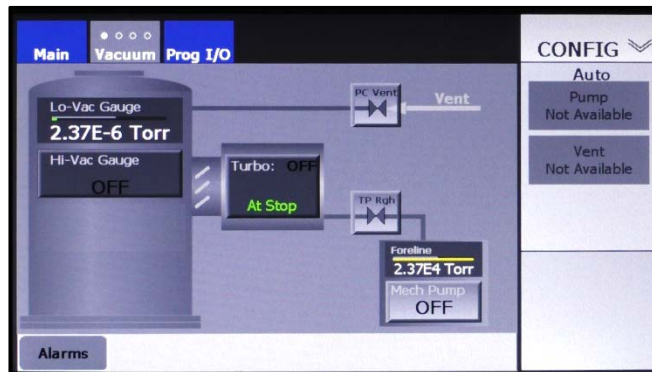 Main
Vacuum
Prog I/O
CONFIG
Auto
Pump
Not Available
Vent
Not Available
Lo-Vac Gauge
2.37E-6 Torr
Hi-Vac Gauge
OFF
PC Vent
Vent
Turbo: OFF
At Stop
TP Rgh
Foreline
2.37E4 Torr
Mech Pump
OFF
Alarms